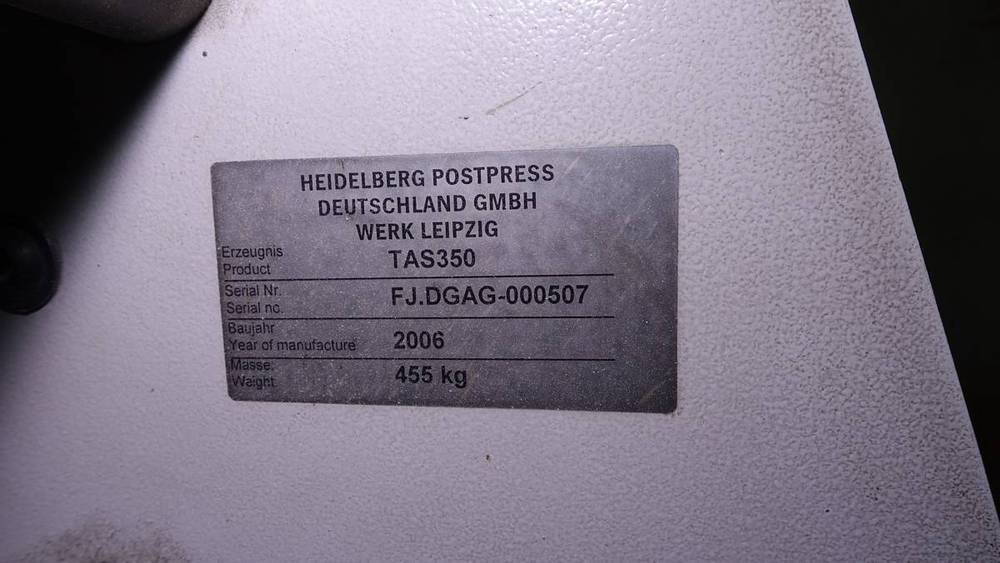 HEIDELBERG POSTPRESS
DEUTSCHLAND GMBH
WERK LEIPZIG
Erzeugnis
Product
TAS350
Serial Nr.
Serial no.
FJ.DGAG-000507
Baujahr
Year of manufacture
2006
Masse
Waight
455 kg